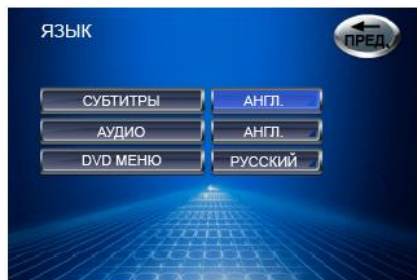 ЯЗЫК
ПРЕД.
СУБТИТРЫ АНГЛ.
АУДИО АНГЛ.
DVD МЕНЮ РУССКИЙ